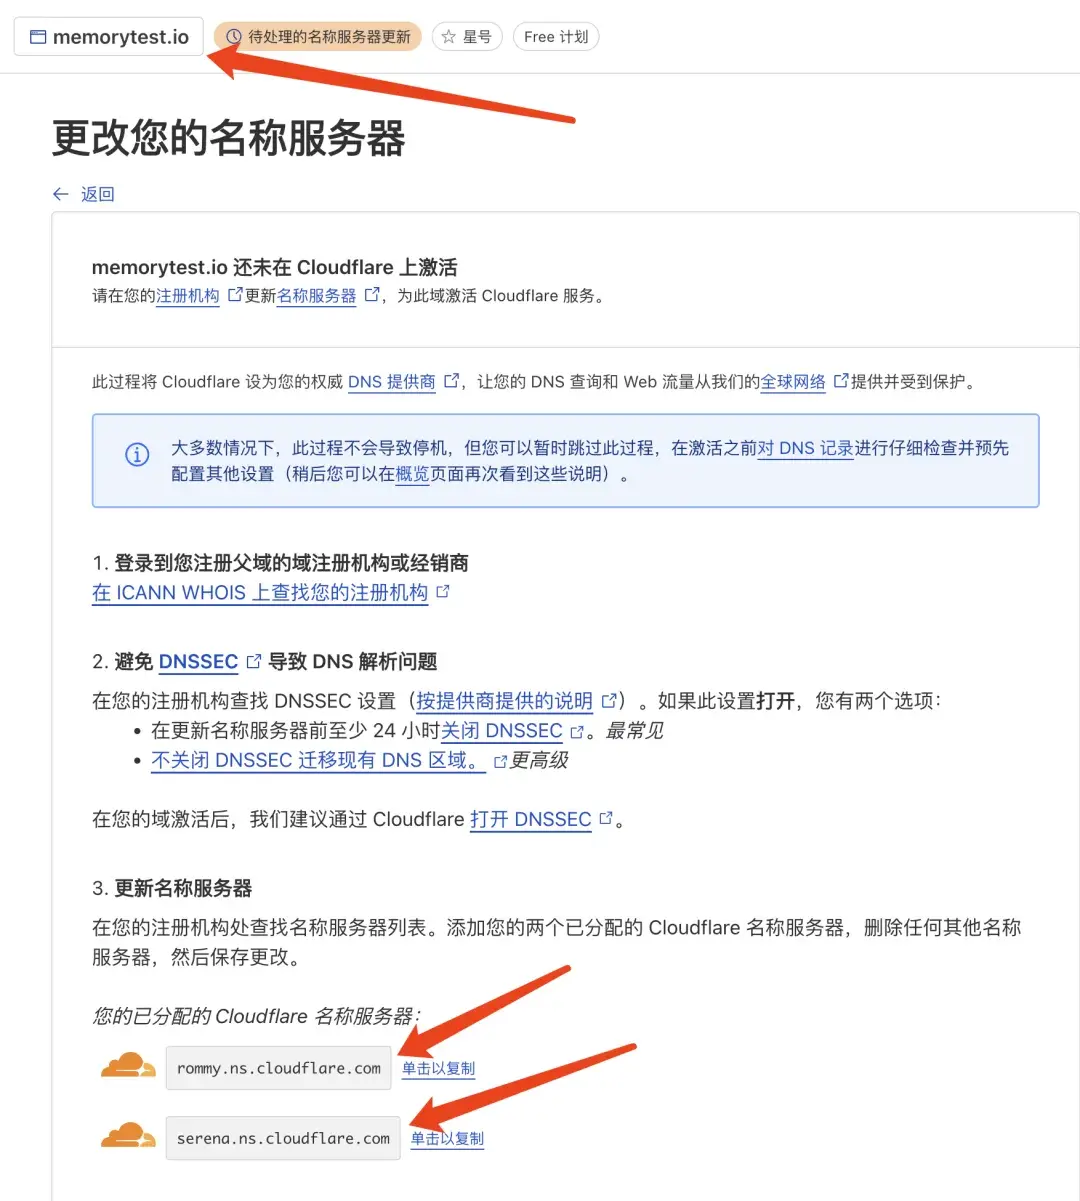 memorytest.io 待处理的名称服务器更新 星号 Free 计划
更改您的名称服务器
返回
memorytest.io 还未在 Cloudflare 上激活
请在您的注册机构更新名称服务器，为此域激活 Cloudflare 服务。
此过程将 Cloudflare 设为您的权威 DNS 提供商，让您的 DNS 查询和 Web 流量从我们的全球网络提供并受到保护。
大多数情况下，此过程不会导致停机，但您可以暂时跳过此过程，在激活之前对 DNS 记录进行仔细检查并预先
配置其他设置（稍后您可以在概览页面再次看到这些说明）。
1. 登录到您注册父域的域注册机构或经销商
在 ICANN WHOIS 上查找您的注册机构
2. 避免 DNSSEC 导致 DNS 解析问题
在您的注册机构查找 DNSSEC 设置（按提供商提供的说明）。如果此设置打开，您有两个选项：
• 在更新名称服务器前至少 24 小时关闭 DNSSEC。最常见
• 不关闭 DNSSEC 迁移现有 DNS 区域。更高级
在您的域激活后，我们建议通过 Cloudflare 打开 DNSSEC。
3. 更新名称服务器
在您的注册机构处查找名称服务器列表。添加您的两个已分配的 Cloudflare 名称服务器，删除任何其他名称
服务器，然后保存更改。
您的已分配的 Cloudflare 名称服务器：
rommy.ns.cloudflare.com 单击以复制
serena.ns.cloudflare.com 单击以复制